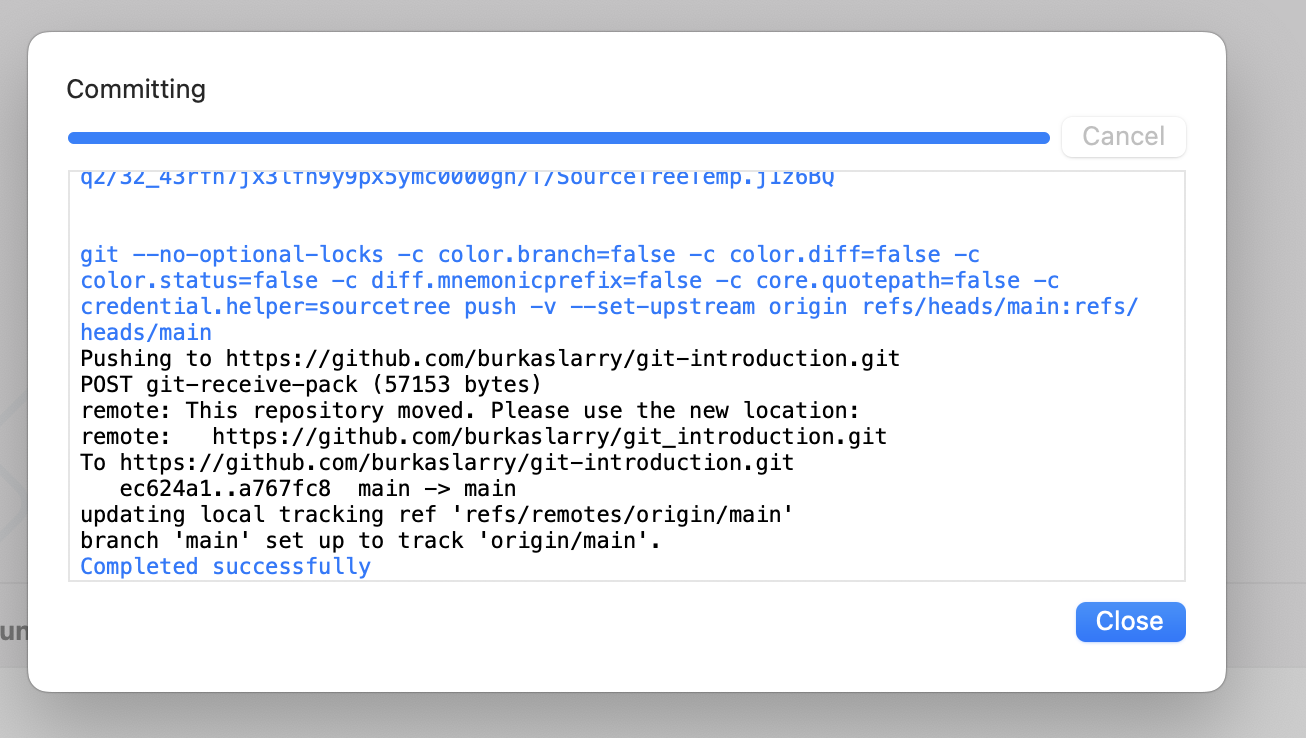 Committing
Cancel
git --no-optional-locks -c color.branch=false -c color.diff=false -c
color.status=false -c diff.mnemonicprefix=false -c core.quotepath=false -c
credential.helper=sourcetree push -v --set-upstream origin refs/heads/main:refs/
heads/main
Pushing to https://github.com/burkaslarry/git-introduction.git
POST git-receive-pack (57153 bytes)
remote: This repository moved. Please use the new location:
remote:   https://github.com/burkaslarry/git_introduction.git
To https://github.com/burkaslarry/git-introduction.git
   ec624a1..a767fc8  main -> main
updating local tracking ref 'refs/remotes/origin/main'
branch 'main' set up to track 'origin/main'.
Completed successfully
Close